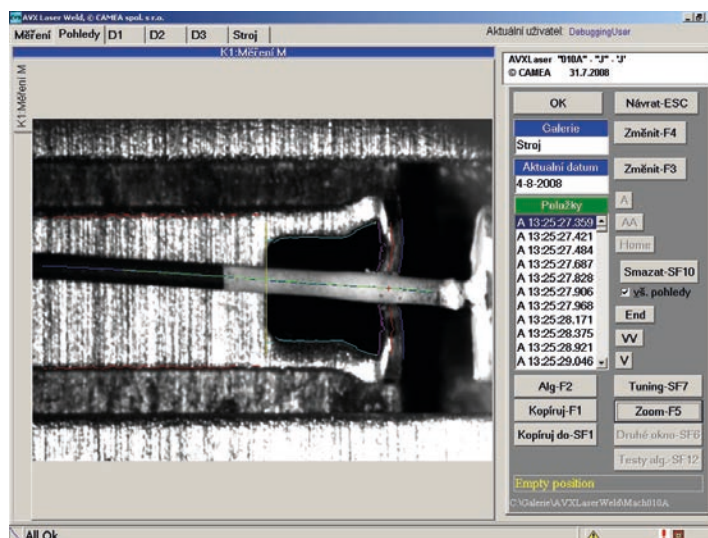 AVX Laser Weld, © CAMEA spol. s r.o.
Měření Pohledy D1 D2 D3 Stroj
Aktuální uživatel: DebuggingUser
K1:Měření M
K1:Měření M
AVXLaser "010A" - "J" - 'J'
© CAMEA 31.7.2008
OK
Návrat-ESC
Galerie
Stroj
Změnit-F4
Aktualní datum
4-8-2008
Změnit-F3
Položky
A 13:25:27.359
A 13:25:27.421
A 13:25:27.484
A 13:25:27.687
A 13:25:27.828
A 13:25:27.906
A 13:25:27.968
A 13:25:28.171
A 13:25:28.375
A 13:25:28.921
A 13:25:29.046
A
AA
Home
Smazat-SF10
vš. pohledy
End
VV
V
Alg-F2
Tuning-SF7
Kopíruj-F1
Zoom-F5
Kopíruj do-SF1
Druhé okno-SF6
Testy alg.-SF12
Empty position
C:\Galerie\AVXLaserWeld\Mach010A
All Ok